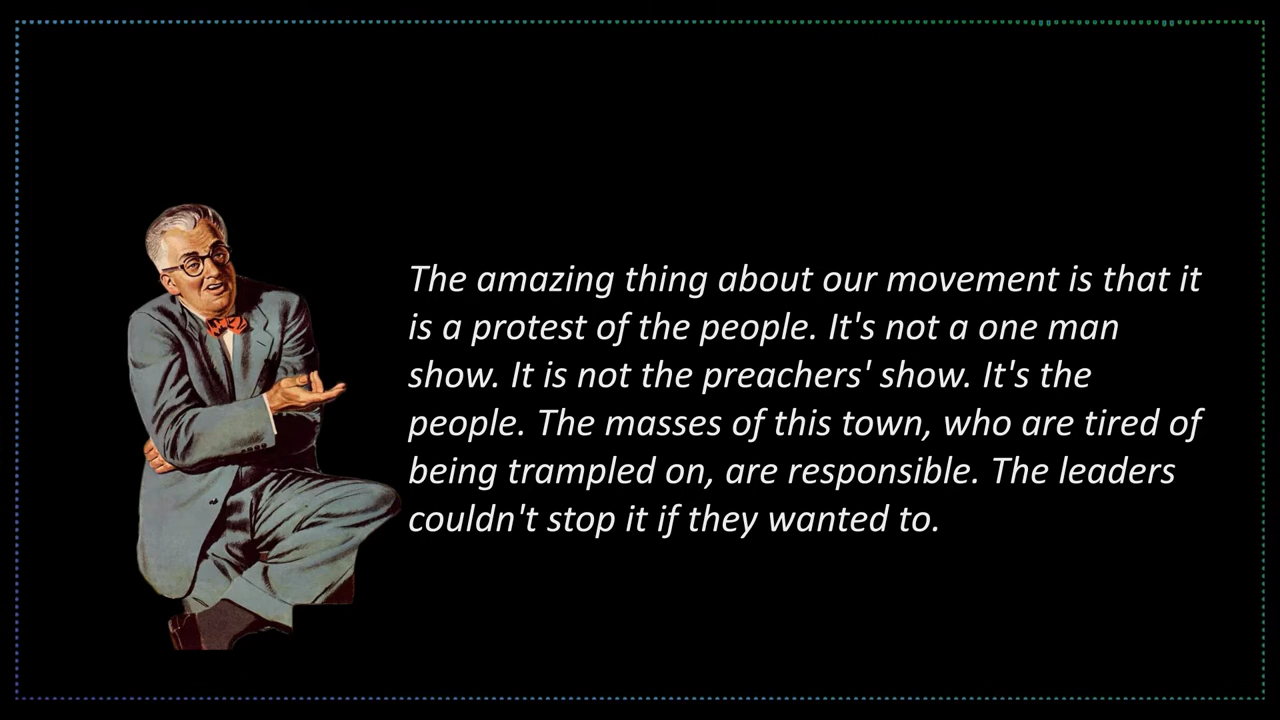 The amazing thing about our movement is that it
is a protest of the people. It's not a one man
show. It is not the preachers' show. It's the
people. The masses of this town, who are tired of
being trampled on, are responsible. The leaders
couldn't stop it if they wanted to.